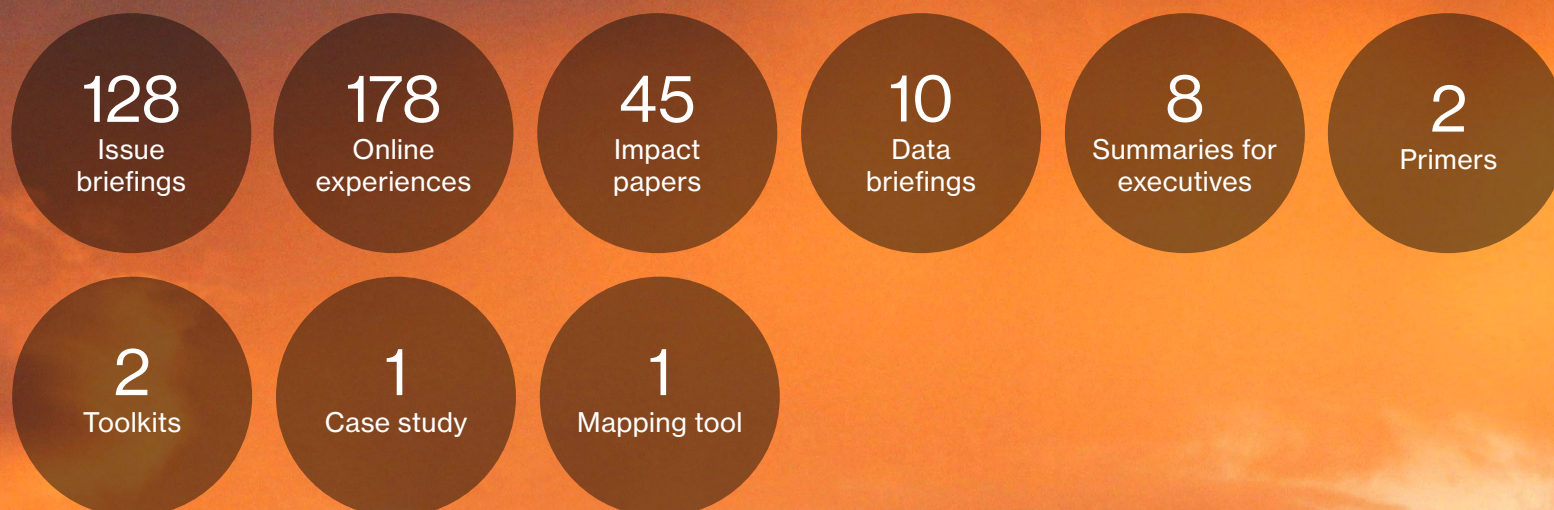 128
Issue
briefings
178
Online
experiences
45
Impact
papers
10
Data
briefings
8
Summaries for
executives
2
Primers
2
Toolkits
1
Case study
1
Mapping tool